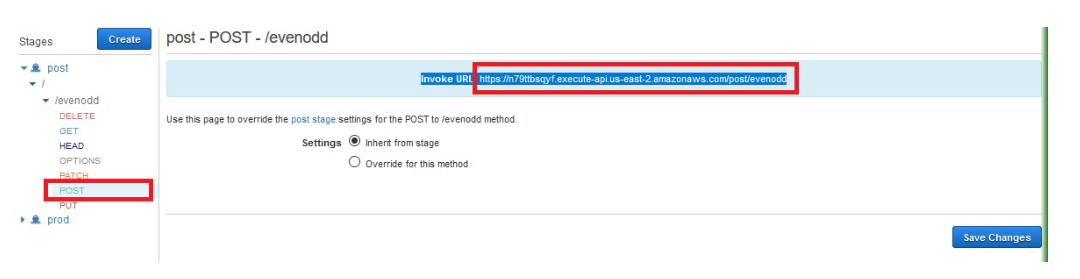 Stages
Create
post
/
/evenodd
DELETE
GET
HEAD
OPTIONS
PATCH
POST
PUT
prod
post - POST - /evenodd
Invoke URL: https://n79ttbsqyf.execute-api.us-east-2.amazonaws.com/post/evenodd
Use this page to override the post stage settings for the POST to /evenodd method.
Settings Inherit from stage
Override for this method
Save Changes